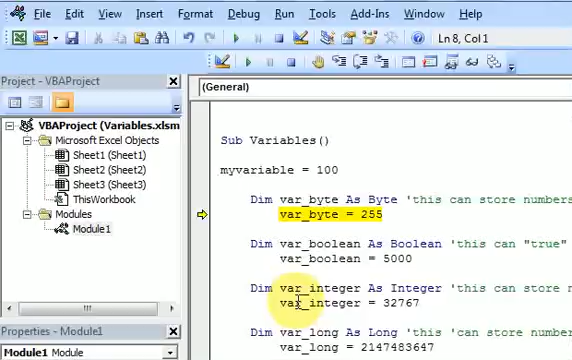 File Edit View Insert Format Debug Run Tools Add-Ins Window Help
Ln 8, Col 1
Project - VBAProject
(General)
VBAProject (Variables.xlsm
Microsoft Excel Objects
Sheet1 (Sheet1)
Sheet2 (Sheet2)
Sheet3 (Sheet3)
ThisWorkbook
Modules
Module1
Properties - Module1
Module1 Module
Sub Variables()
myvariable = 100
Dim var_byte As Byte 'this can store numbers
var_byte = 255
Dim var_boolean As Boolean 'this can "true"
var_boolean = 5000
Dim var_integer As Integer 'this can store n
var_integer = 32767
Dim var_long As Long 'this can store numbers
var_long = 2147483647